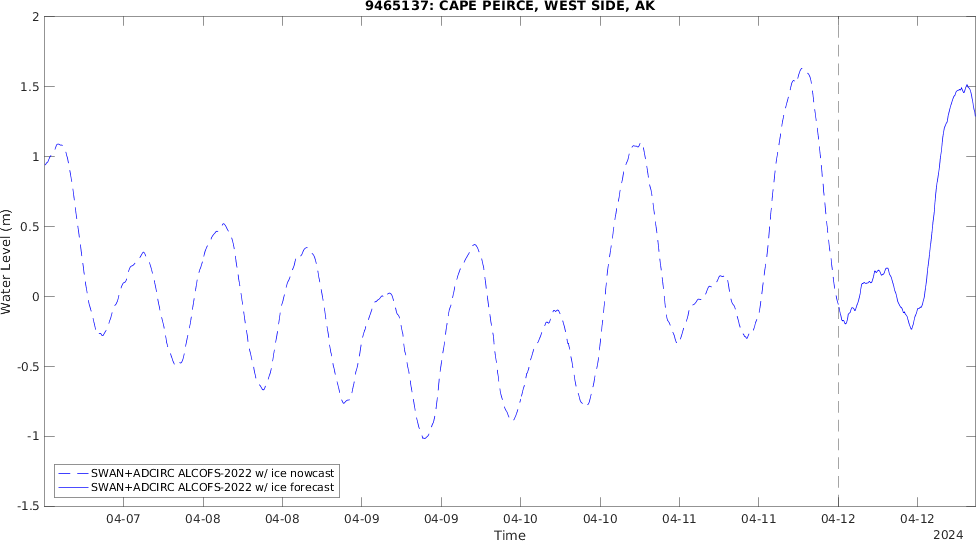 9465137: CAPE PEIRCE, WEST SIDE, AK
2
1.5
1
0.5
0
-0.5
-1
-1.5
Water Level (m)
SWAN+ADCIRC ALCOFS-2022 w/ ice nowcast
SWAN+ADCIRC ALCOFS-2022 w/ ice forecast
04-07 04-08 04-08 04-09 04-09 04-10 04-10 04-11 04-11 04-12 04-12
Time
2024